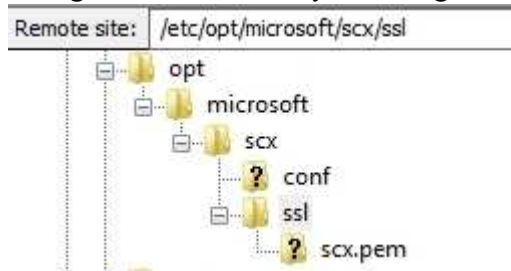 Remote site: /etc/opt/microsoft/scx/ssl
opt
microsoft
scx
? conf
ssl
? scx.pem